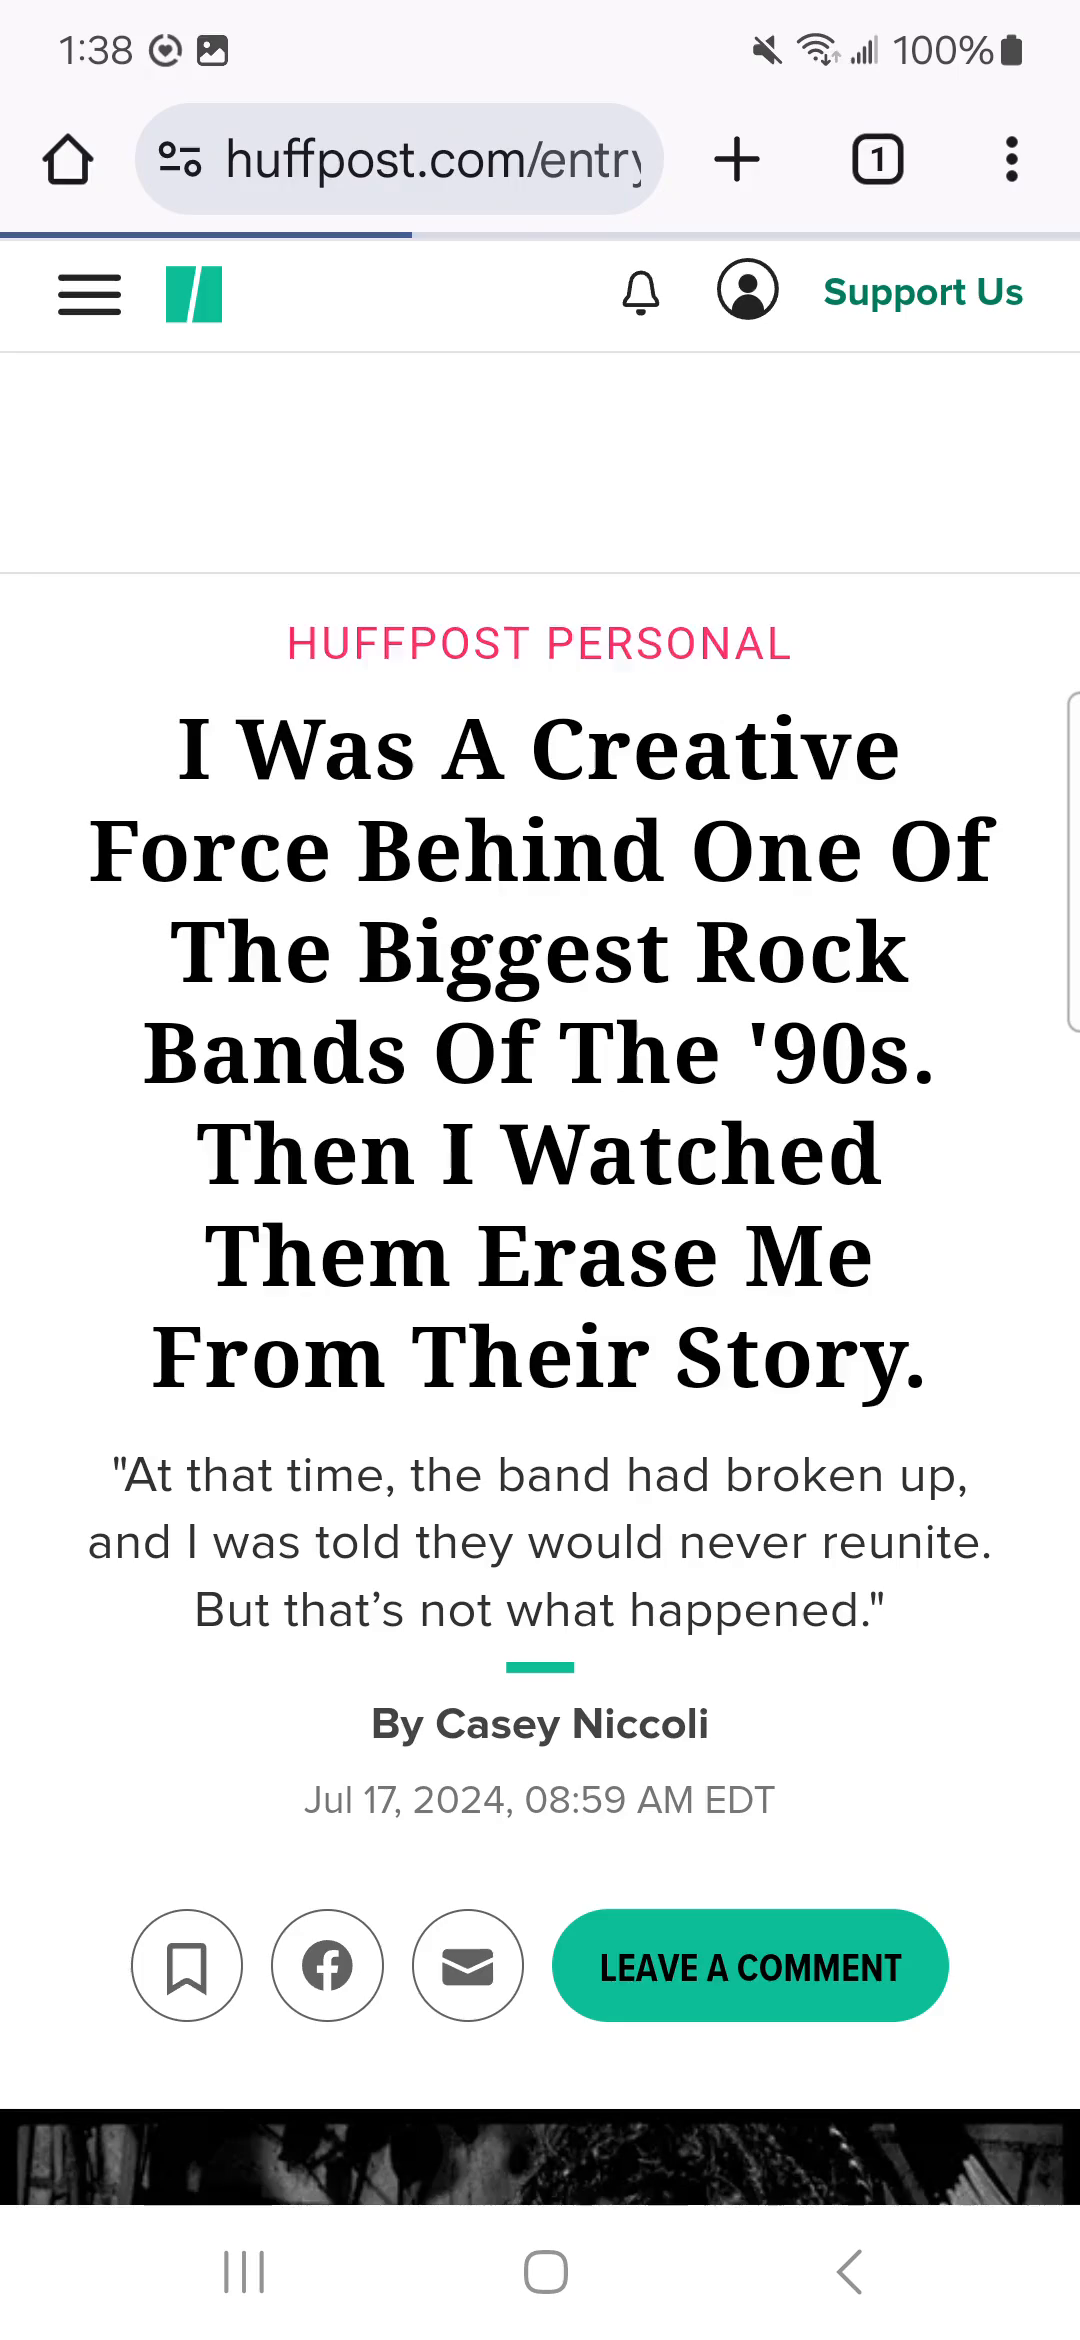 1:38
100%
huffpost.com/entry
1
Support Us
HUFFPOST PERSONAL
I Was A Creative
Force Behind One Of
The Biggest Rock
Bands Of The '90s.
Then I Watched
Them Erase Me
From Their Story.
"At that time, the band had broken up,
and I was told they would never reunite.
But that’s not what happened."
By Casey Niccoli
Jul 17, 2024, 08:59 AM EDT
LEAVE A COMMENT